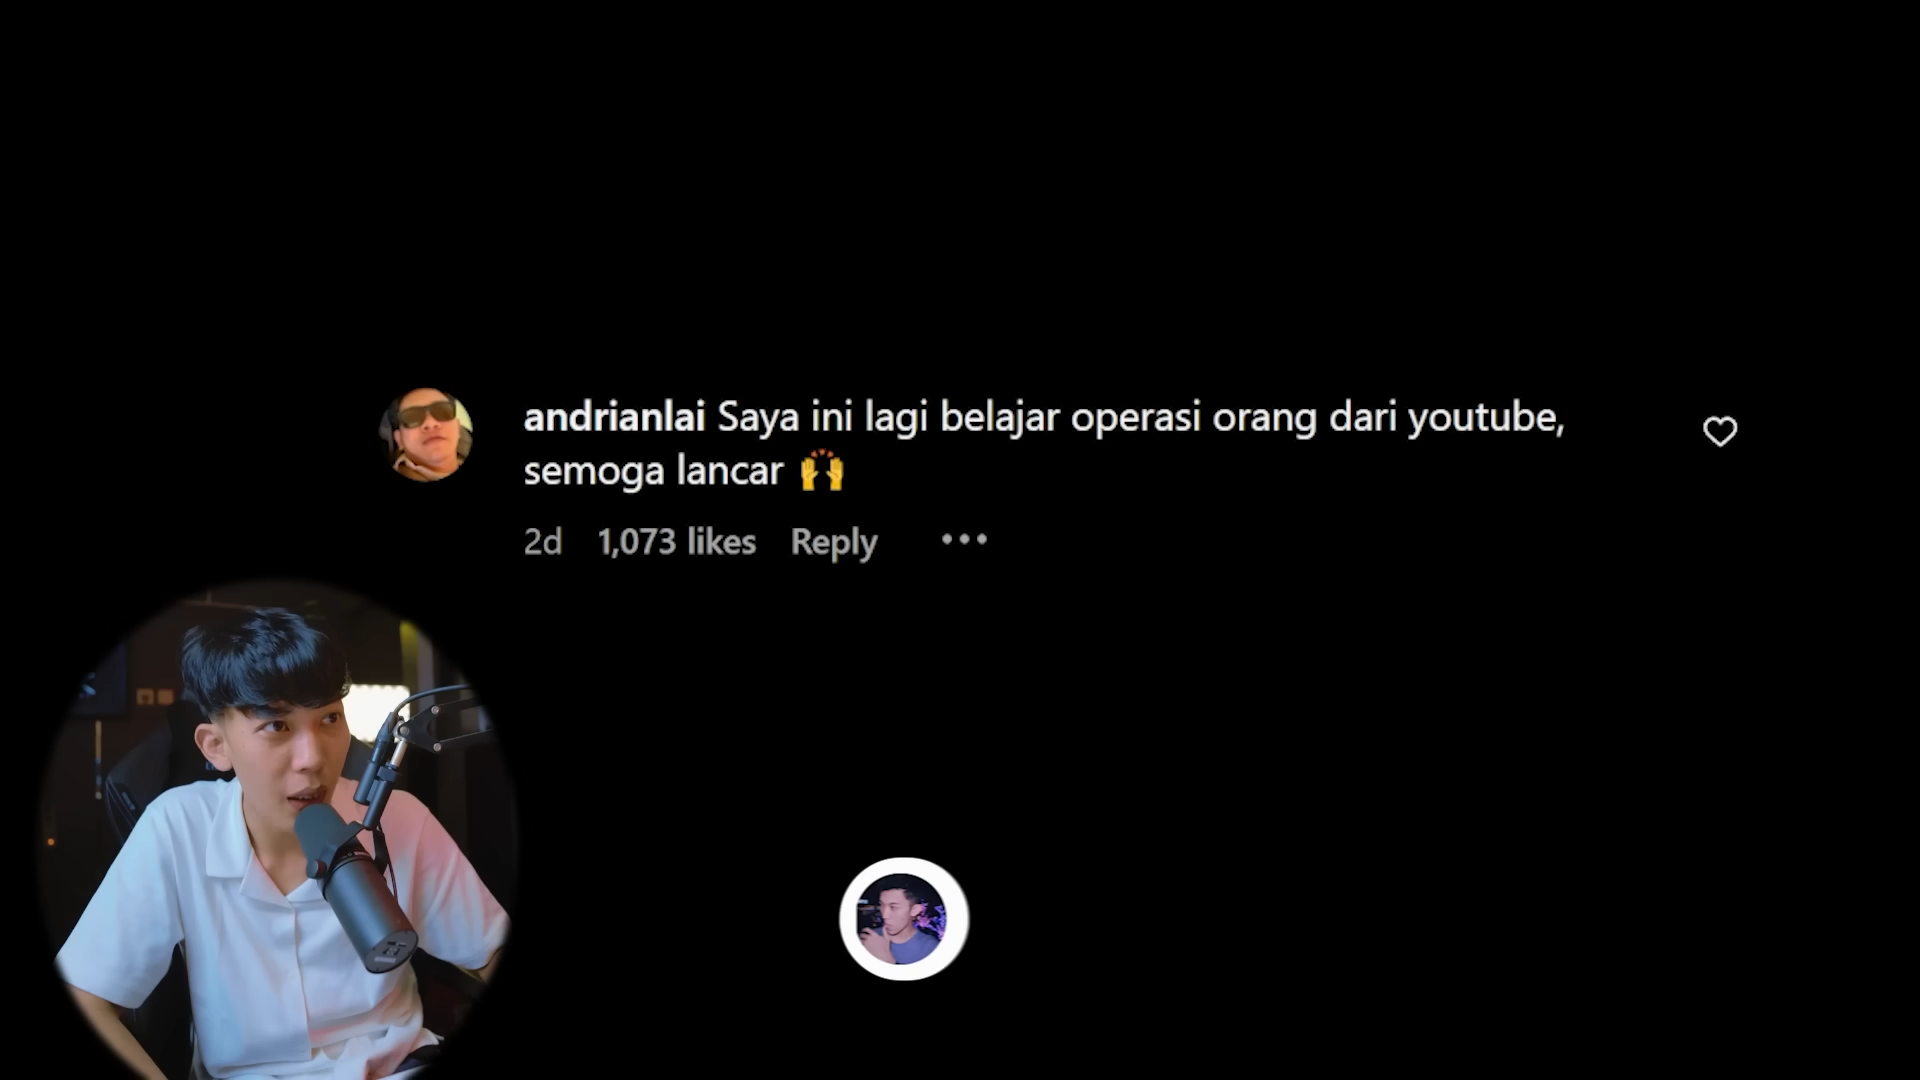 andrianlai Saya ini lagi belajar operasi orang dari youtube,
semoga lancar 🙌
2d 1,073 likes Reply •••